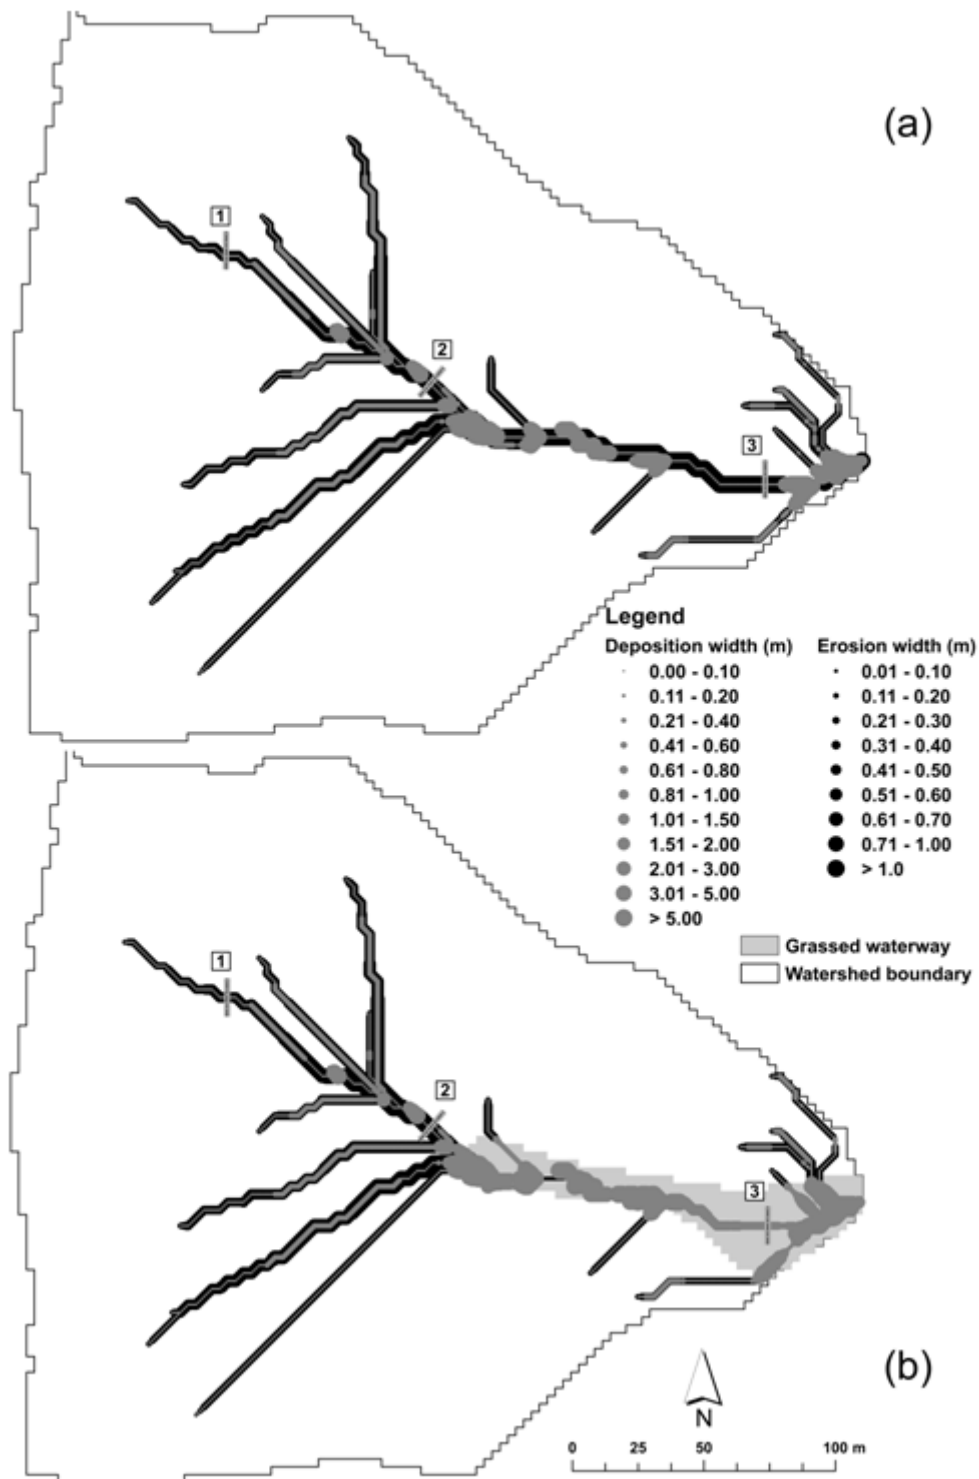 (a)
1
2
3
Legend
Deposition width (m) Erosion width (m)
0.00 - 0.10 0.01 - 0.10
0.11 - 0.20 0.11 - 0.20
0.21 - 0.40 0.21 - 0.30
0.41 - 0.60 0.31 - 0.40
0.61 - 0.80 0.41 - 0.50
0.81 - 1.00 0.51 - 0.60
1.01 - 1.50 0.61 - 0.70
1.51 - 2.00 0.71 - 1.00
2.01 - 3.00 > 1.0
3.01 - 5.00
> 5.00
Grassed waterway
Watershed boundary
1
2
3
(b)
N
0 25 50 100 m